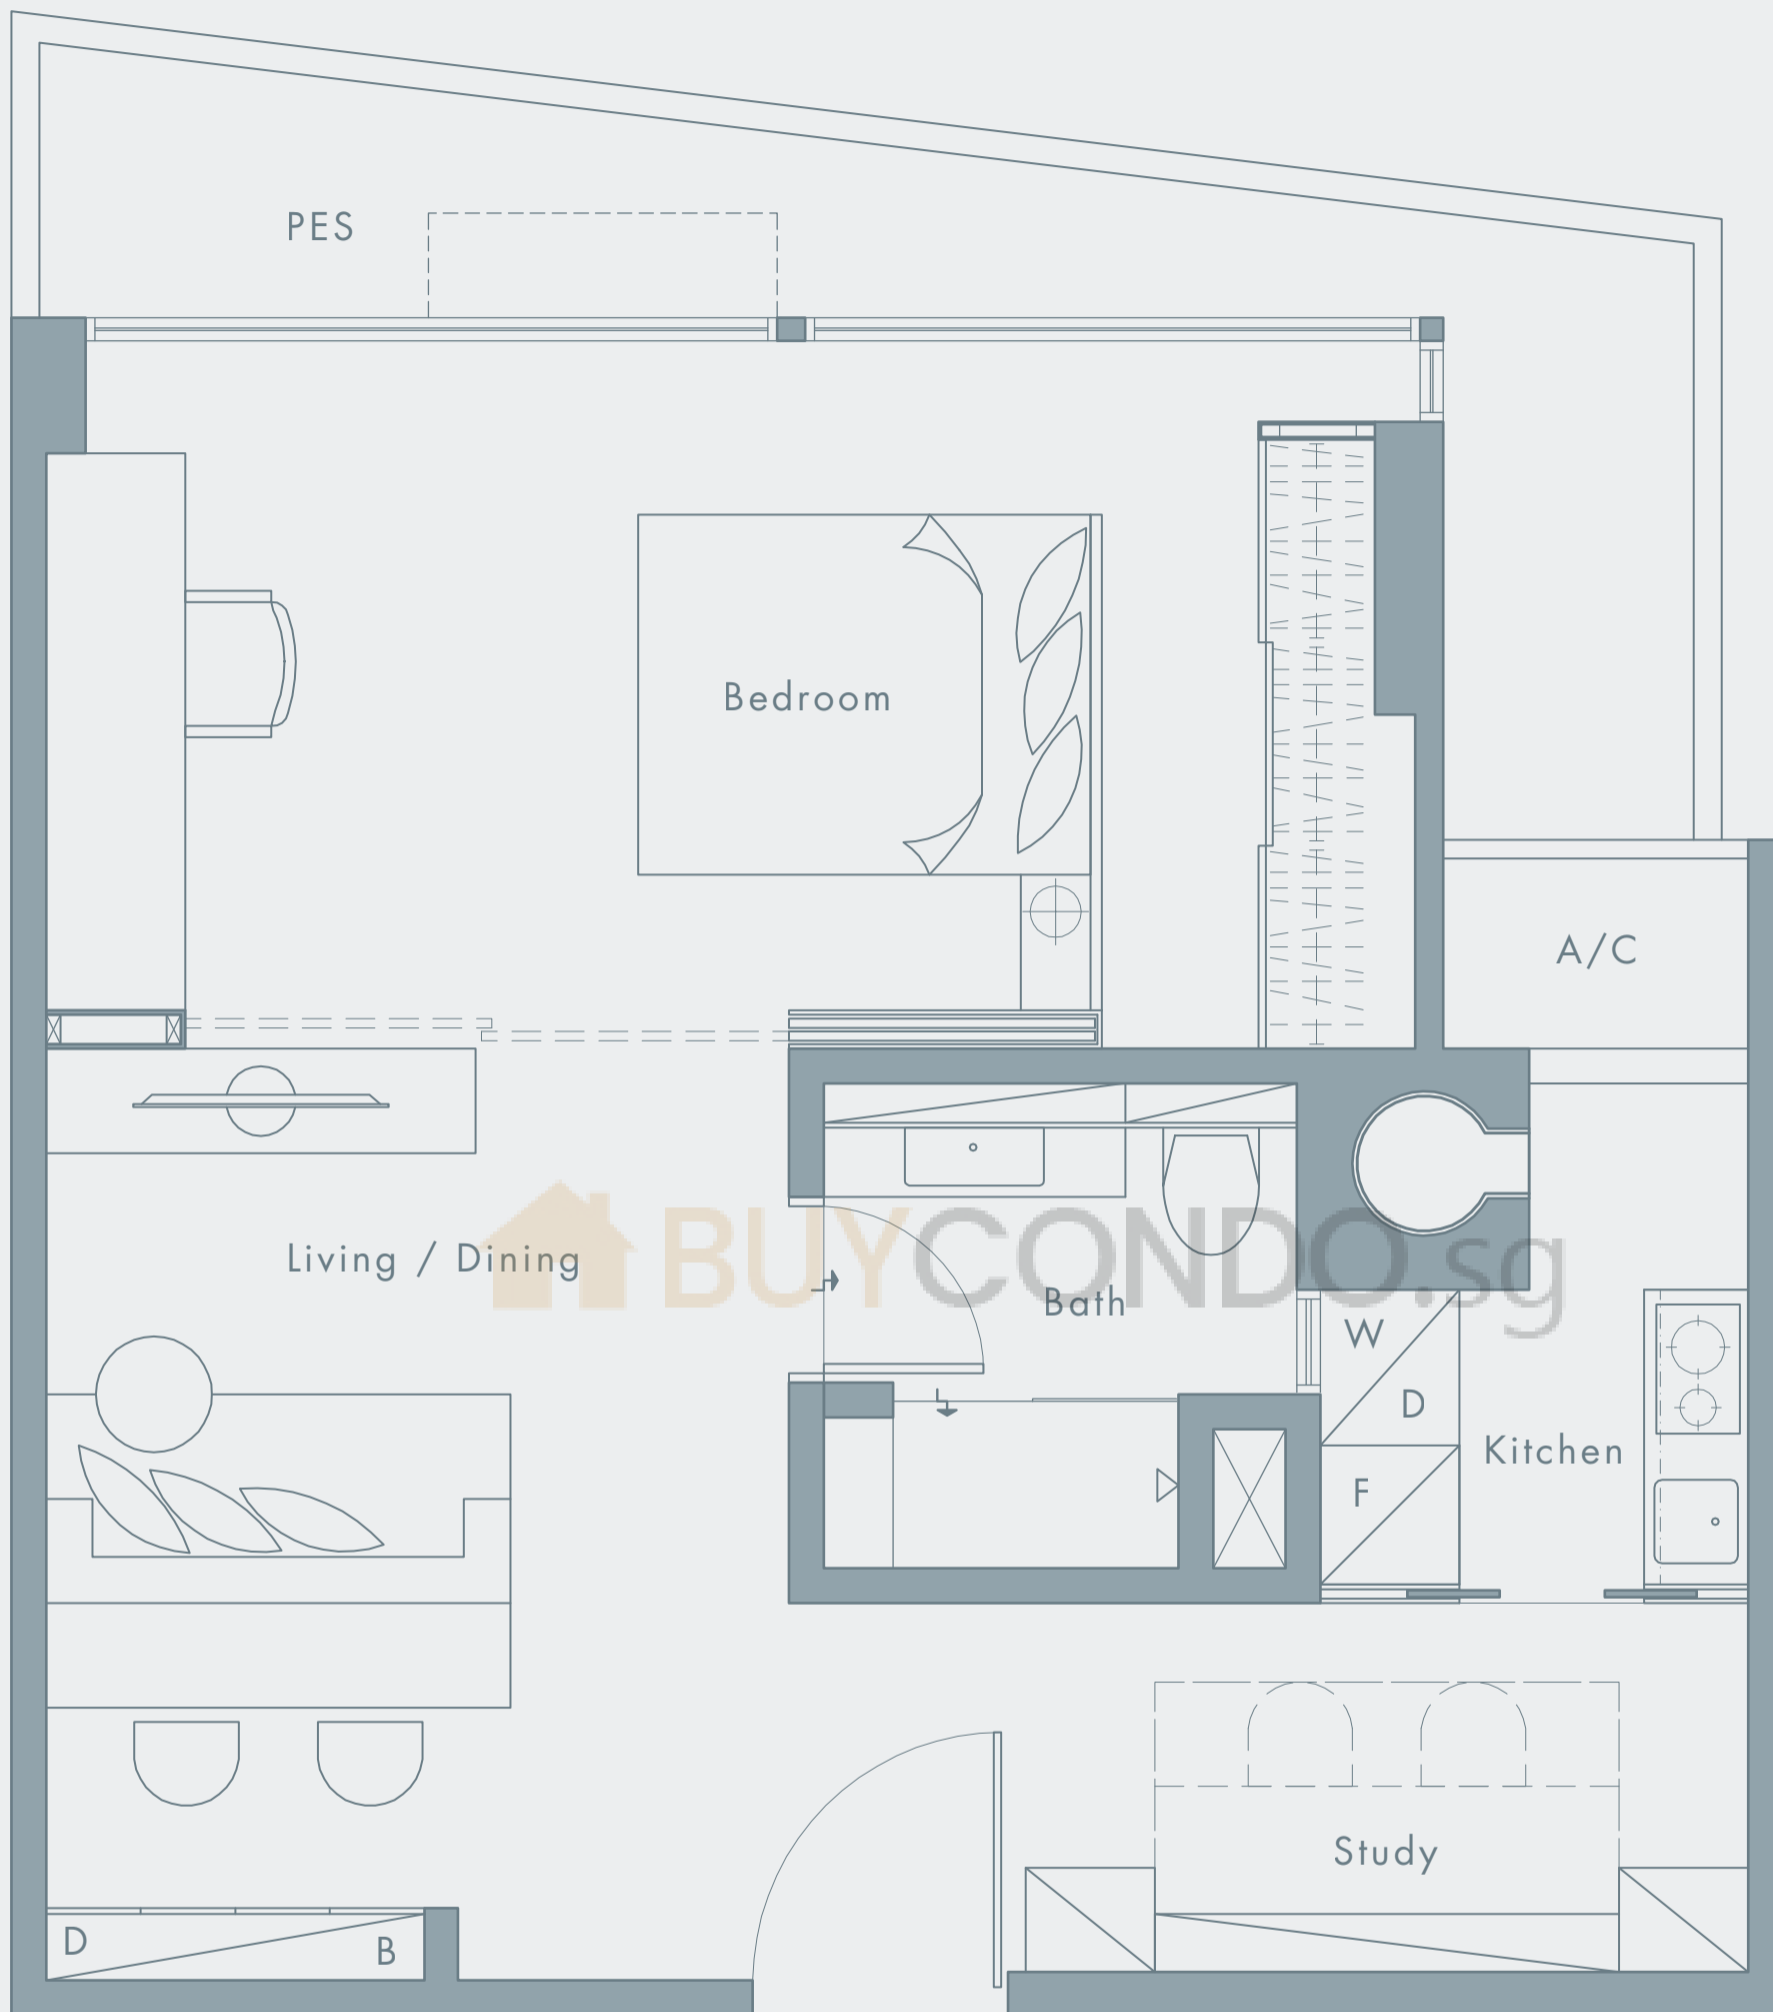 PES
Bedroom
A/C
Living / Dining
BUYCONDO.sg
Bath
W
D
Kitchen
F
Study
D
B